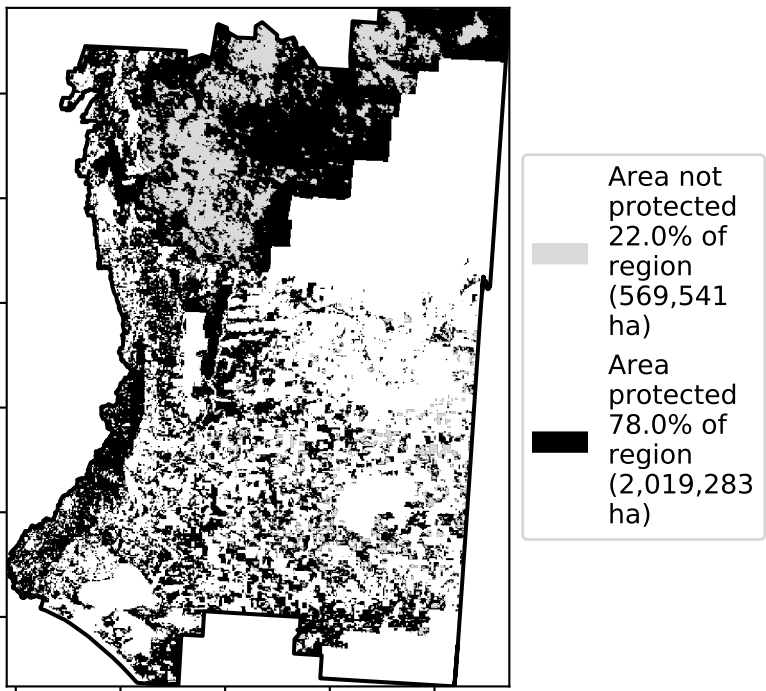 Area not
protected
22.0% of
region
(569,541
ha)
Area
protected
78.0% of
region
(2,019,283
ha)